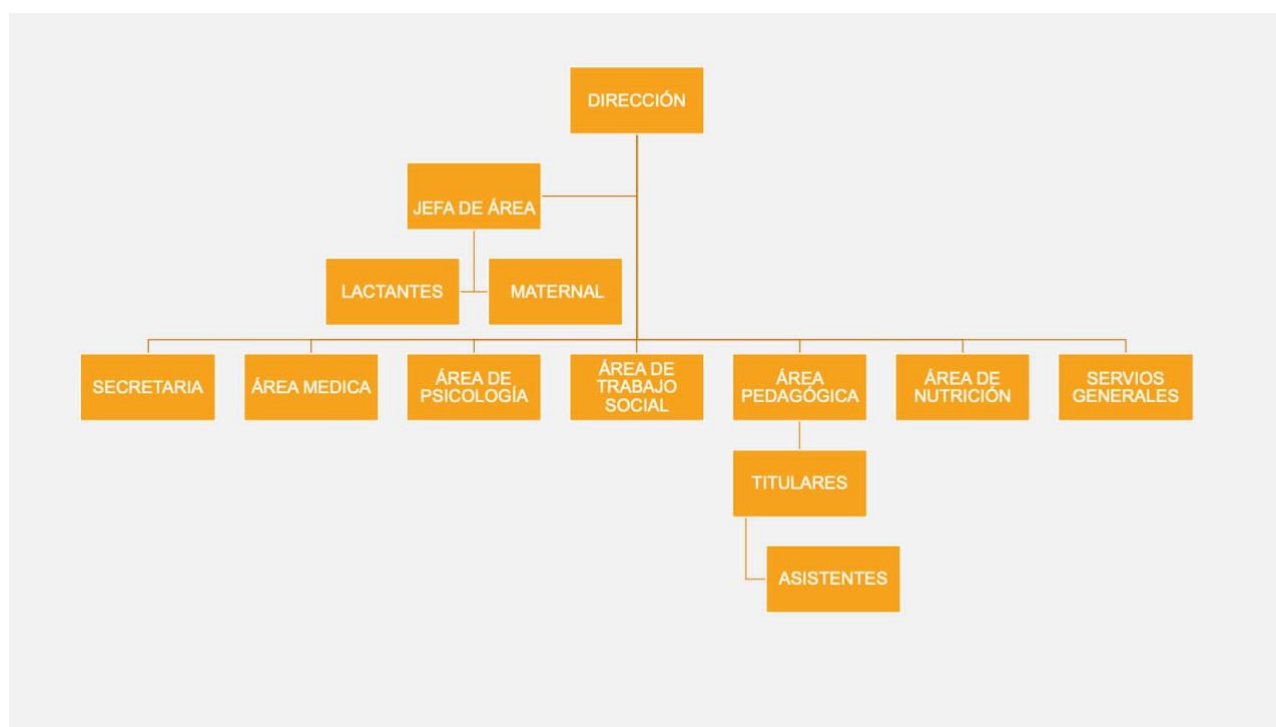 DIRECCIÓN
JEFA DE ÁREA
LACTANTES
MATERNAL
SECRETARIA
ÁREA MEDICA
ÁREA DE
PSICOLOGÍA
ÁREA DE
TRABAJO
SOCIAL
ÁREA
PEDAGÓGICA
ÁREA DE
NUTRICIÓN
SERVIOS
GENERALES
TITULARES
ASISTENTES